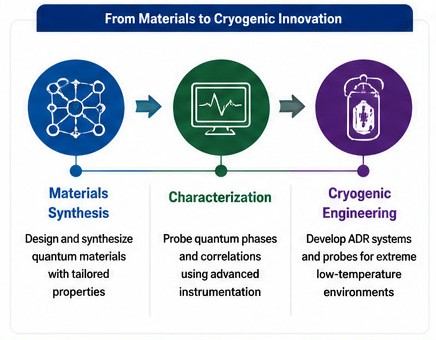 From Materials to Cryogenic Innovation
Materials
Synthesis
Design and synthesize
quantum materials
with tailored
properties
Characterization
Probe quantum phases
and correlations
using advanced
instrumentation
Cryogenic
Engineering
Develop ADR systems
and probes for extreme
low-temperature
environments